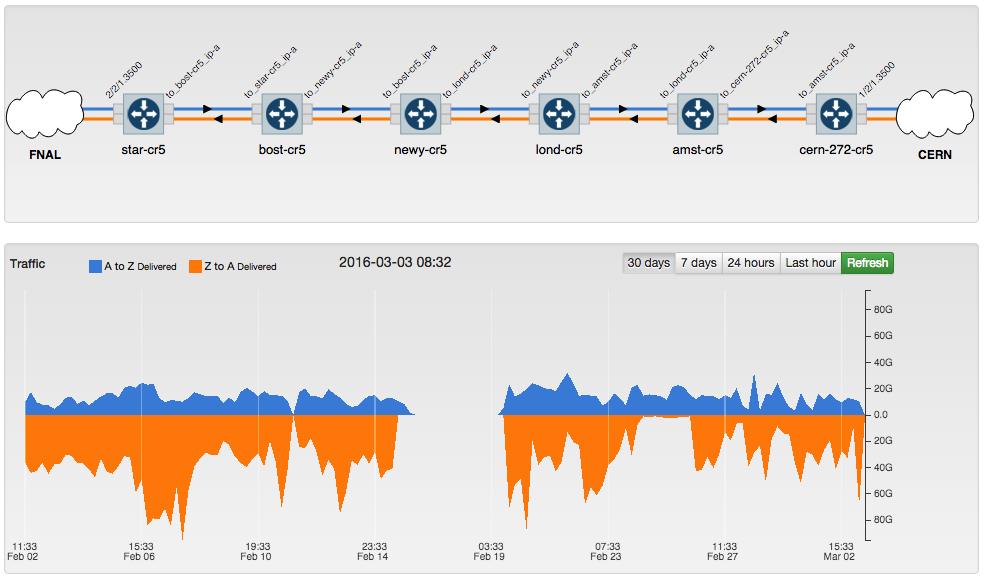 2/2/1.3500
to_bost-cr5_ip-a
to_star-cr5_ip-a
to_newy-cr5_ip-a
to_bost-cr5_ip-a
to_lond-cr5_ip-a
to_newy-cr5_ip-a
to_amst-cr5_ip-a
to_lond-cr5_ip-a
to_cern-272-cr5_ip-a
to_amst-cr5_ip-a
1/2/1.3500
FNAL
star-cr5
bost-cr5
newy-cr5
lond-cr5
amst-cr5
cern-272-cr5
CERN
Traffic
A to Z Delivered
Z to A Delivered
2016-03-03 08:32
30 days
7 days
24 hours
Last hour
Refresh
80G
60G
40G
20G
0.0
20G
40G
60G
80G
11:33
Feb 02
15:33
Feb 06
19:33
Feb 10
23:33
Feb 14
03:33
Feb 19
07:33
Feb 23
11:33
Feb 27
15:33
Mar 02